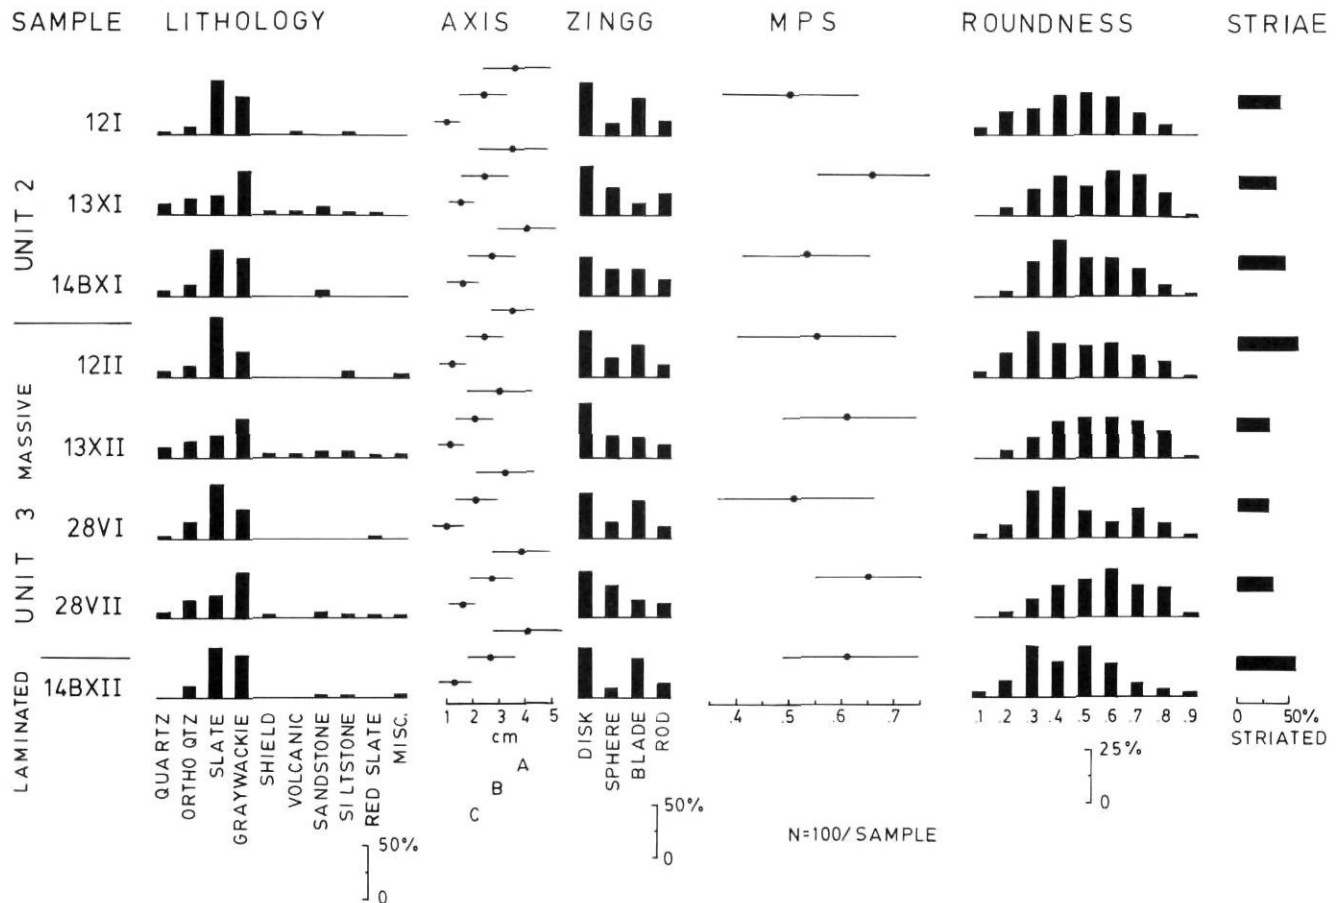 SAMPLE LITHOLOGY AXIS ZINGG MPS ROUNDNESS STRIAE
UNIT 2
12I
13XI
14BXI
UNIT 3
MASSIVE
12II
13XII
28VI
28VII
LAMINATED
14BXII
QUARTZ
ORTHO QTZ
SLATE
GRAYWACKIE
SHIELD
VOLCANIC
SANDSTONE
SILTSTONE
RED SLATE
MISC.
50%
0
1 2 3 4 5
cm
A
B
C
DISK
SPHERE
BLADE
ROD
50%
0
.4 .5 .6 .7
N=100/SAMPLE
.1 .2 .3 .4 .5 .6 .7 .8 .9
25%
0
0 50%
STRIATED